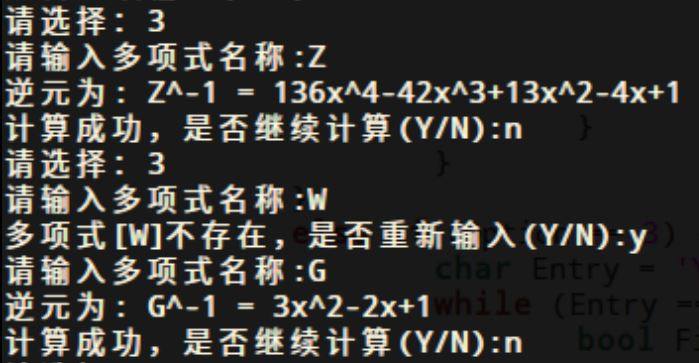 请选择: 3
请输入多项式名称:Z
逆元为: Z^-1 = 136x^4-42x^3+13x^2-4x+1
计算成功, 是否继续计算(Y/N):n }
请选择: 3 }
请输入多项式名称:W
多项式[W]不存在, 是否重新输入(Y/N):y 3)
请输入多项式名称:G char Entry = 'Y
逆元为: G^-1 = 3x^2-2x+1 while (Entry ==
计算成功, 是否继续计算(Y/N):n bool F